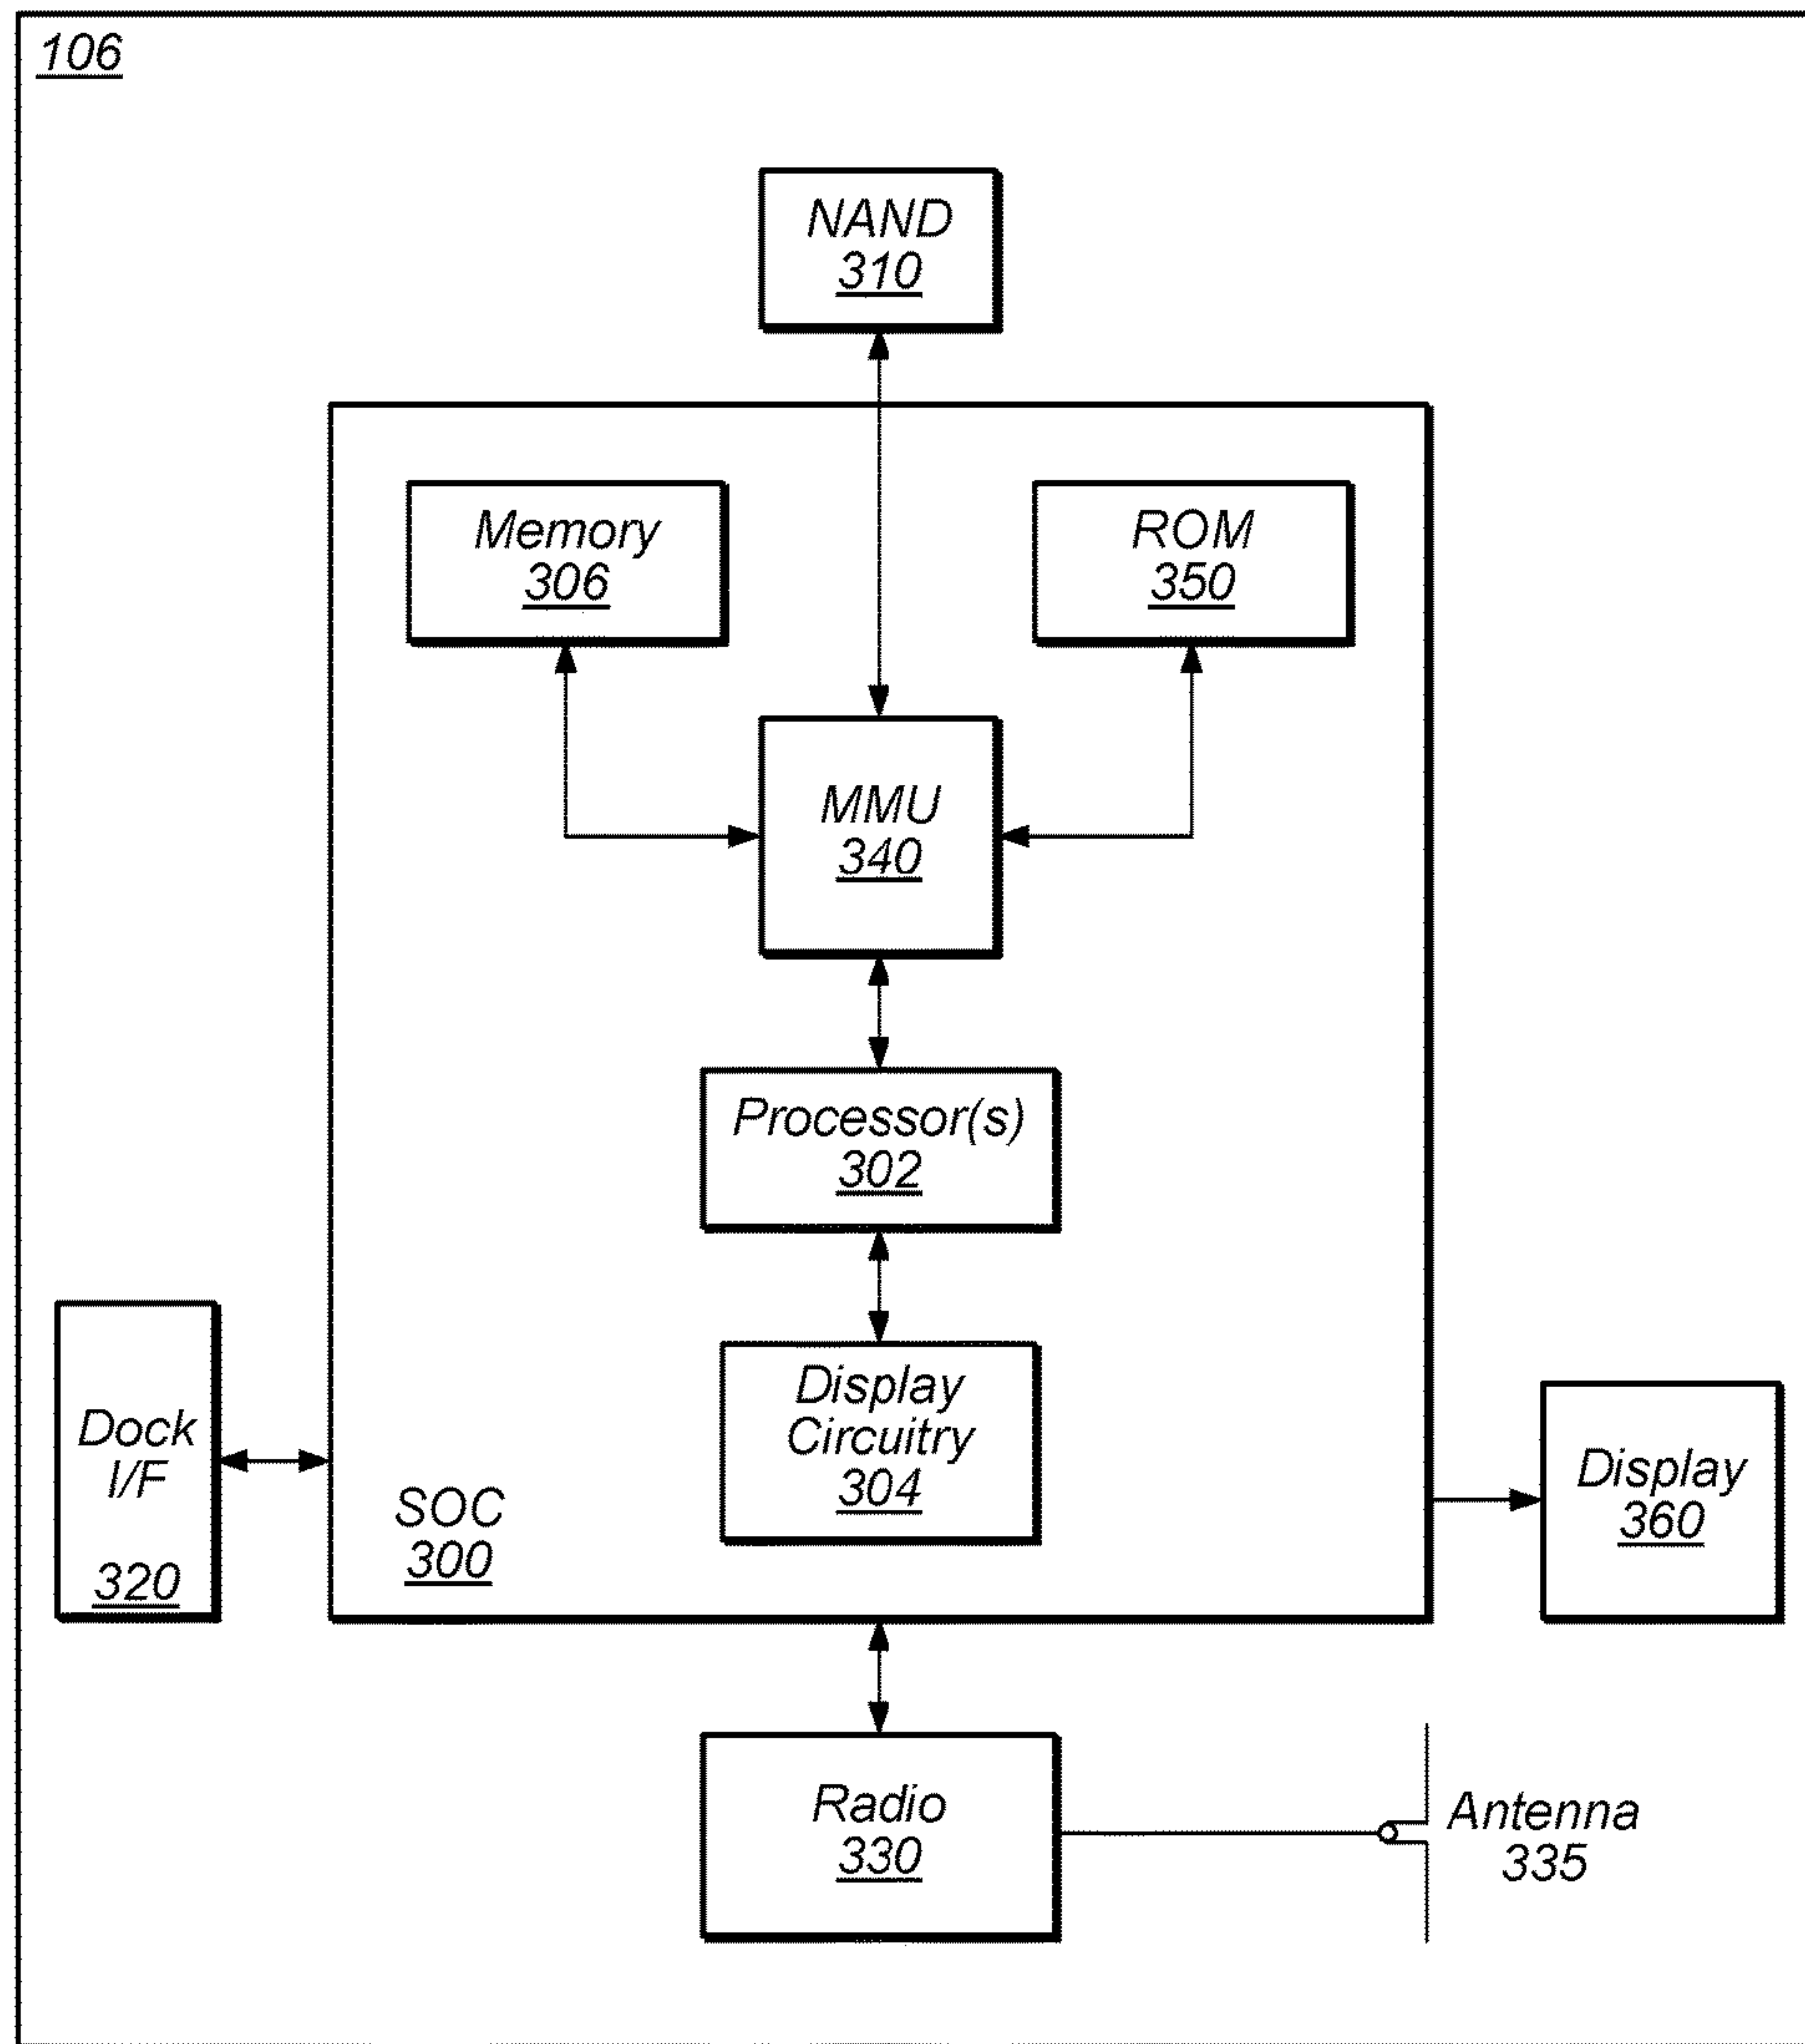 106
NAND
310
Memory
306
ROM
350
MMU
340
Processor(s)
302
Display
Circuitry
304
Dock
I/F
320
SOC
300
Display
360
Radio
330
Antenna
335